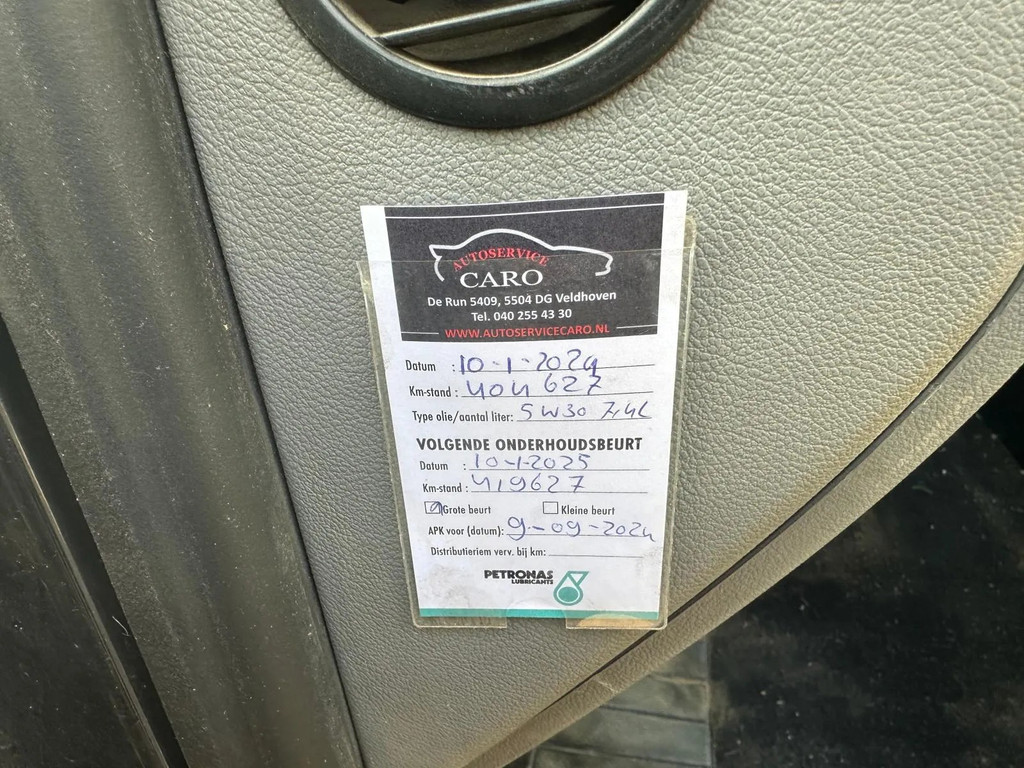 AUTOSERVICE
CARO
De Run 5409, 5504 DG Veldhoven
Tel. 040 255 43 30
WWW.AUTOSERVICECARO.NL
Datum : 10-1-2024
Km-stand : 404627
Type olie/aantal liter: 5W30 7,4L
VOLGENDE ONDERHOUDSBEURT
Datum : 10-1-2025
Km-stand : 419627
Grote beurt Kleine beurt
APK voor (datum): 9-09-2024
Distributieriem verv. bij km:
PETRONAS
LUBRICANTS